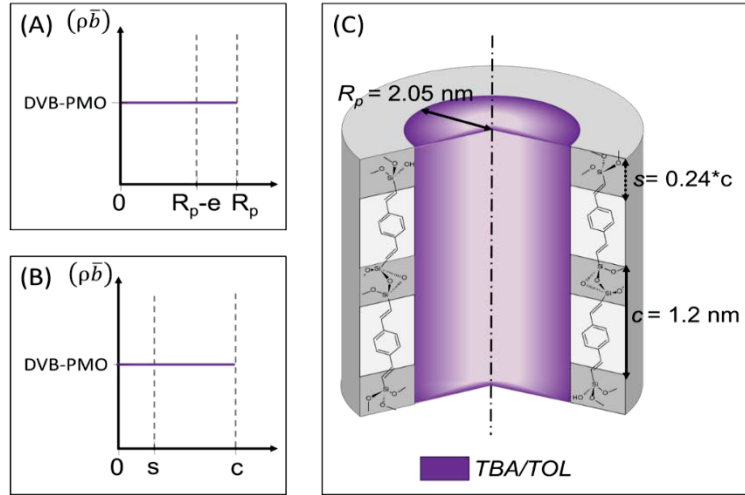 (A)
(ρb̄)
DVB-PMO
0
Rp-e
Rp
(B)
(ρb̄)
DVB-PMO
0
s
c
(C)
Rp = 2.05 nm
s= 0.24*c
c = 1.2 nm
TBA/TOL